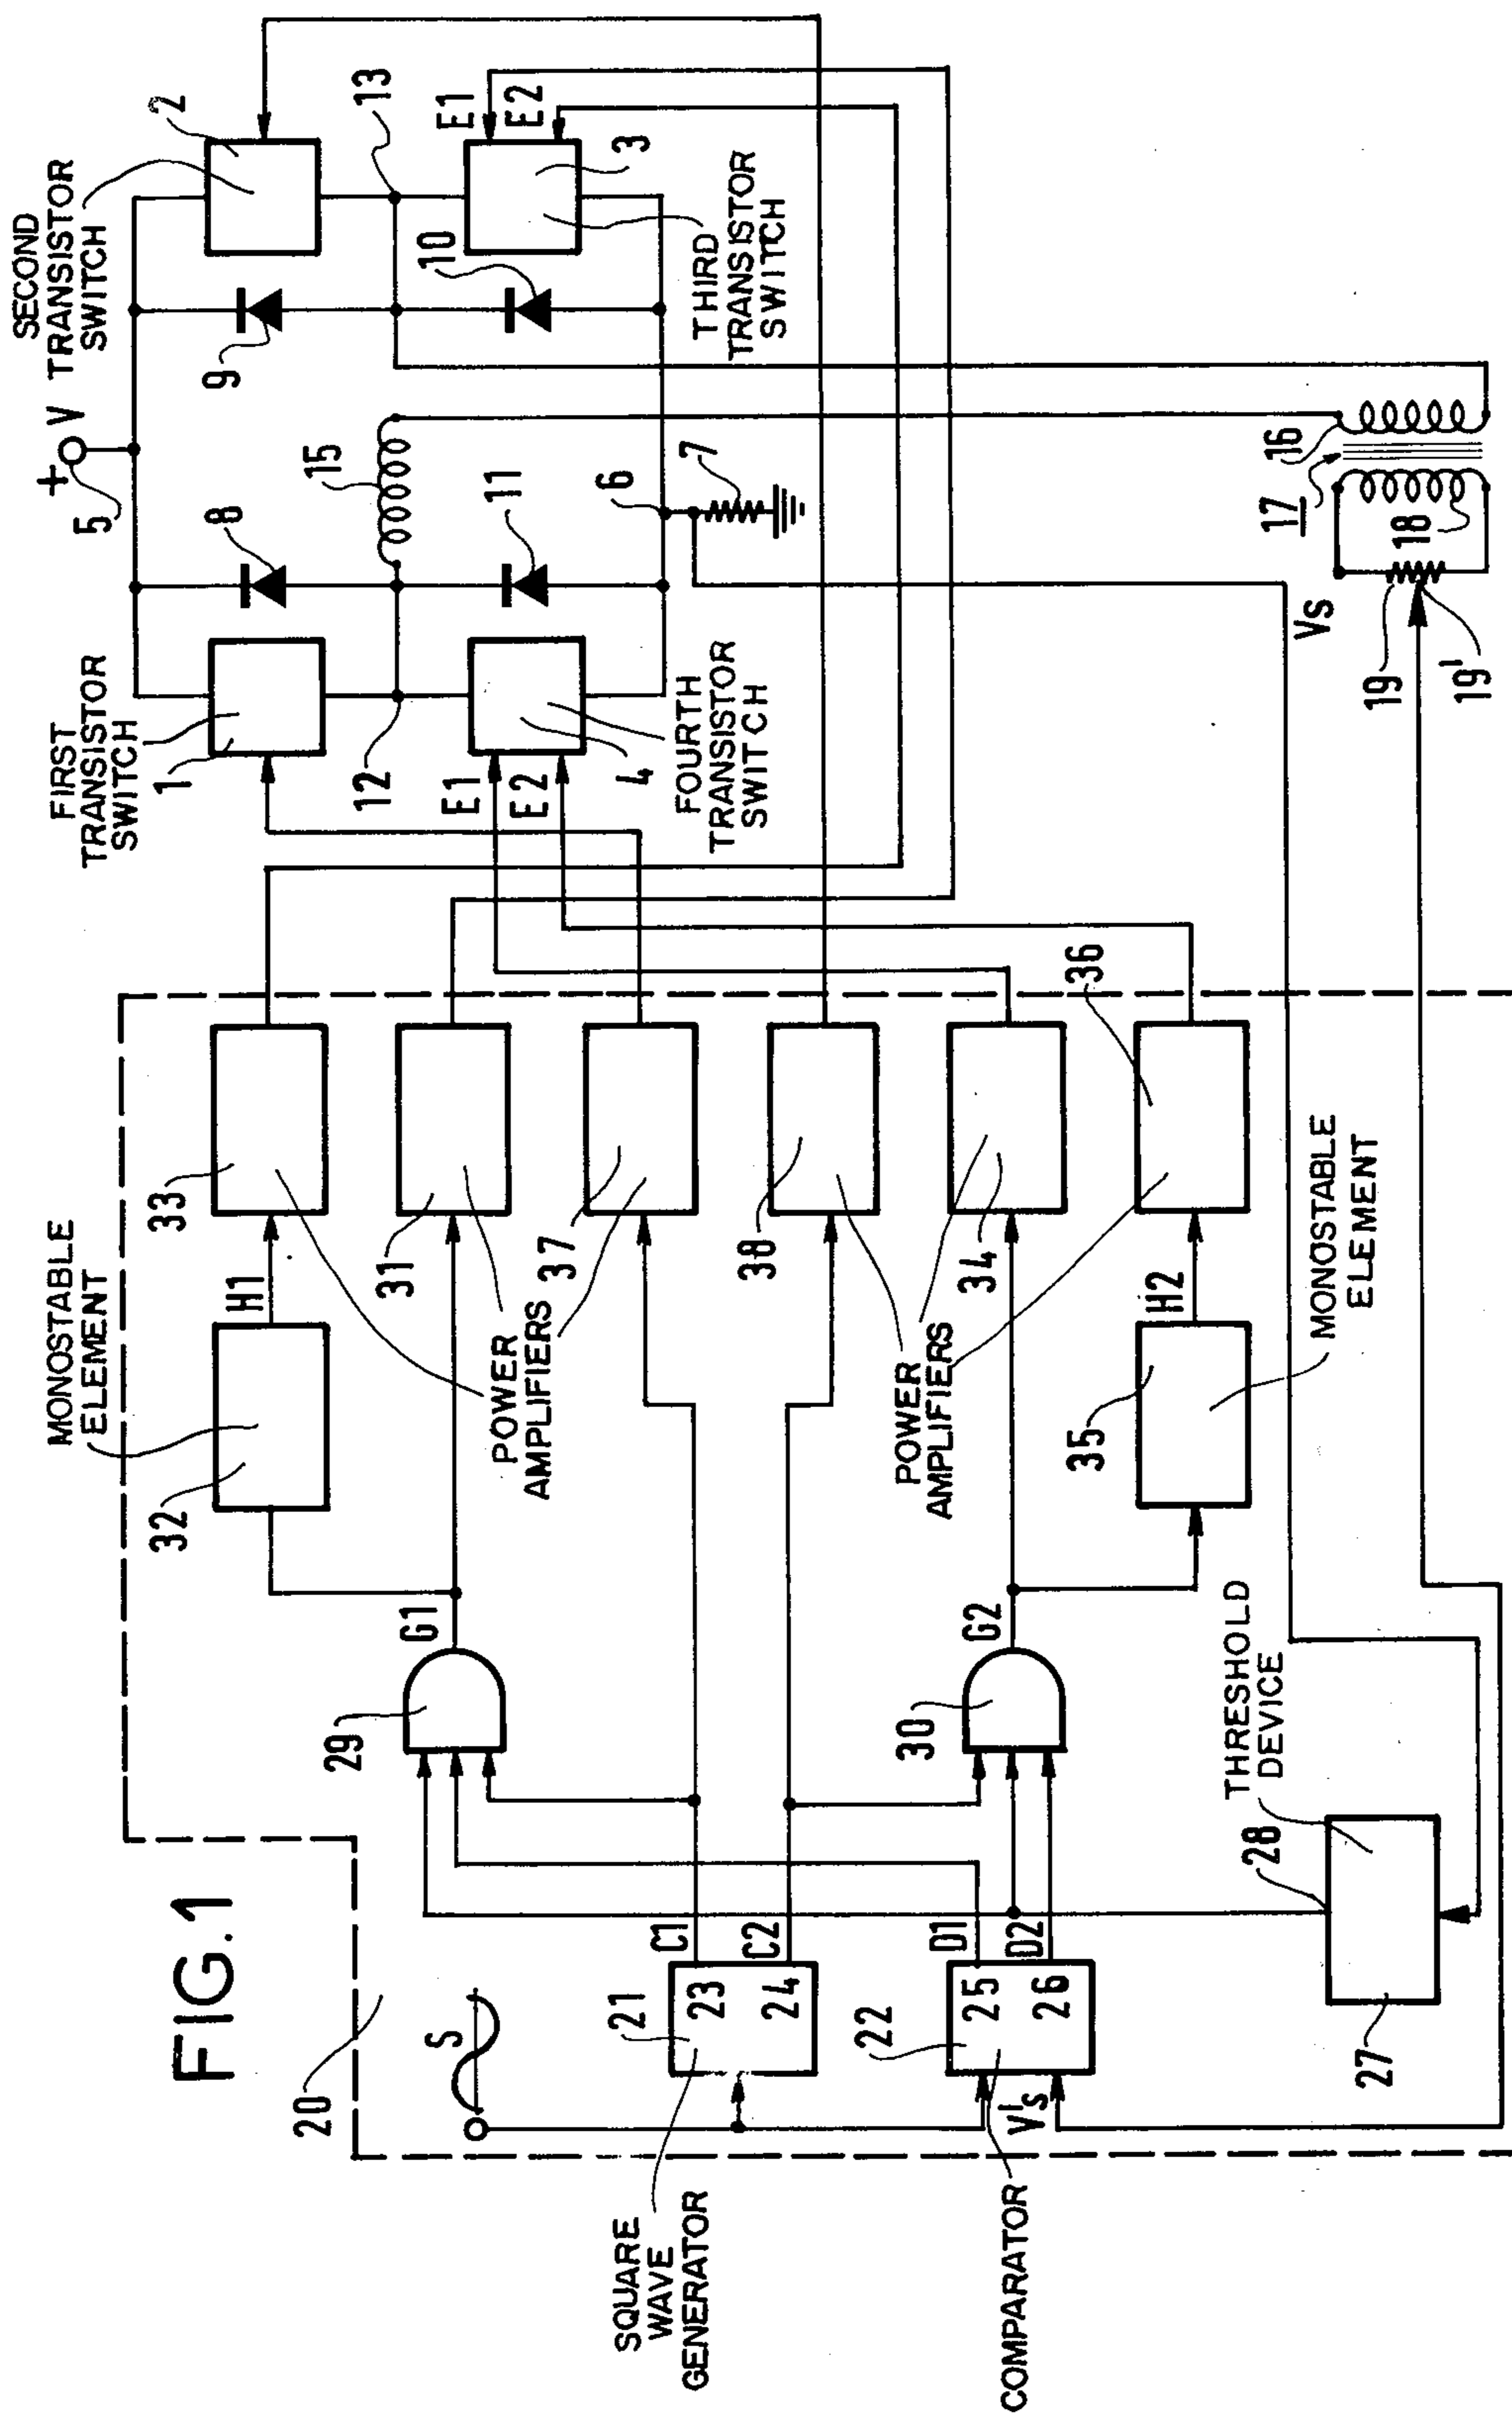 FIG.1
20
S
SQUARE
WAVE
GENERATOR
21
23
24
C1
C2
COMPARATOR
22
25
26
D1
D2
V's
27
28
THRESHOLD
DEVICE
29
G1
30
G2
MONOSTABLE
ELEMENT
32
H1
33
31
POWER
AMPLIFIERS
37
38
POWER
AMPLIFIERS
34
35
H2
36
MONOSTABLE
ELEMENT
FIRST
TRANSISTOR
SWITCH
1
12
E1
E2
4
FOURTH
TRANSISTOR
SWITCH
8
11
15
+
V
5
6
7
SECOND
TRANSISTOR
SWITCH
2
9
10
13
E1
E2
3
THIRD
TRANSISTOR
SWITCH
16
17
18
Vs
19
19'